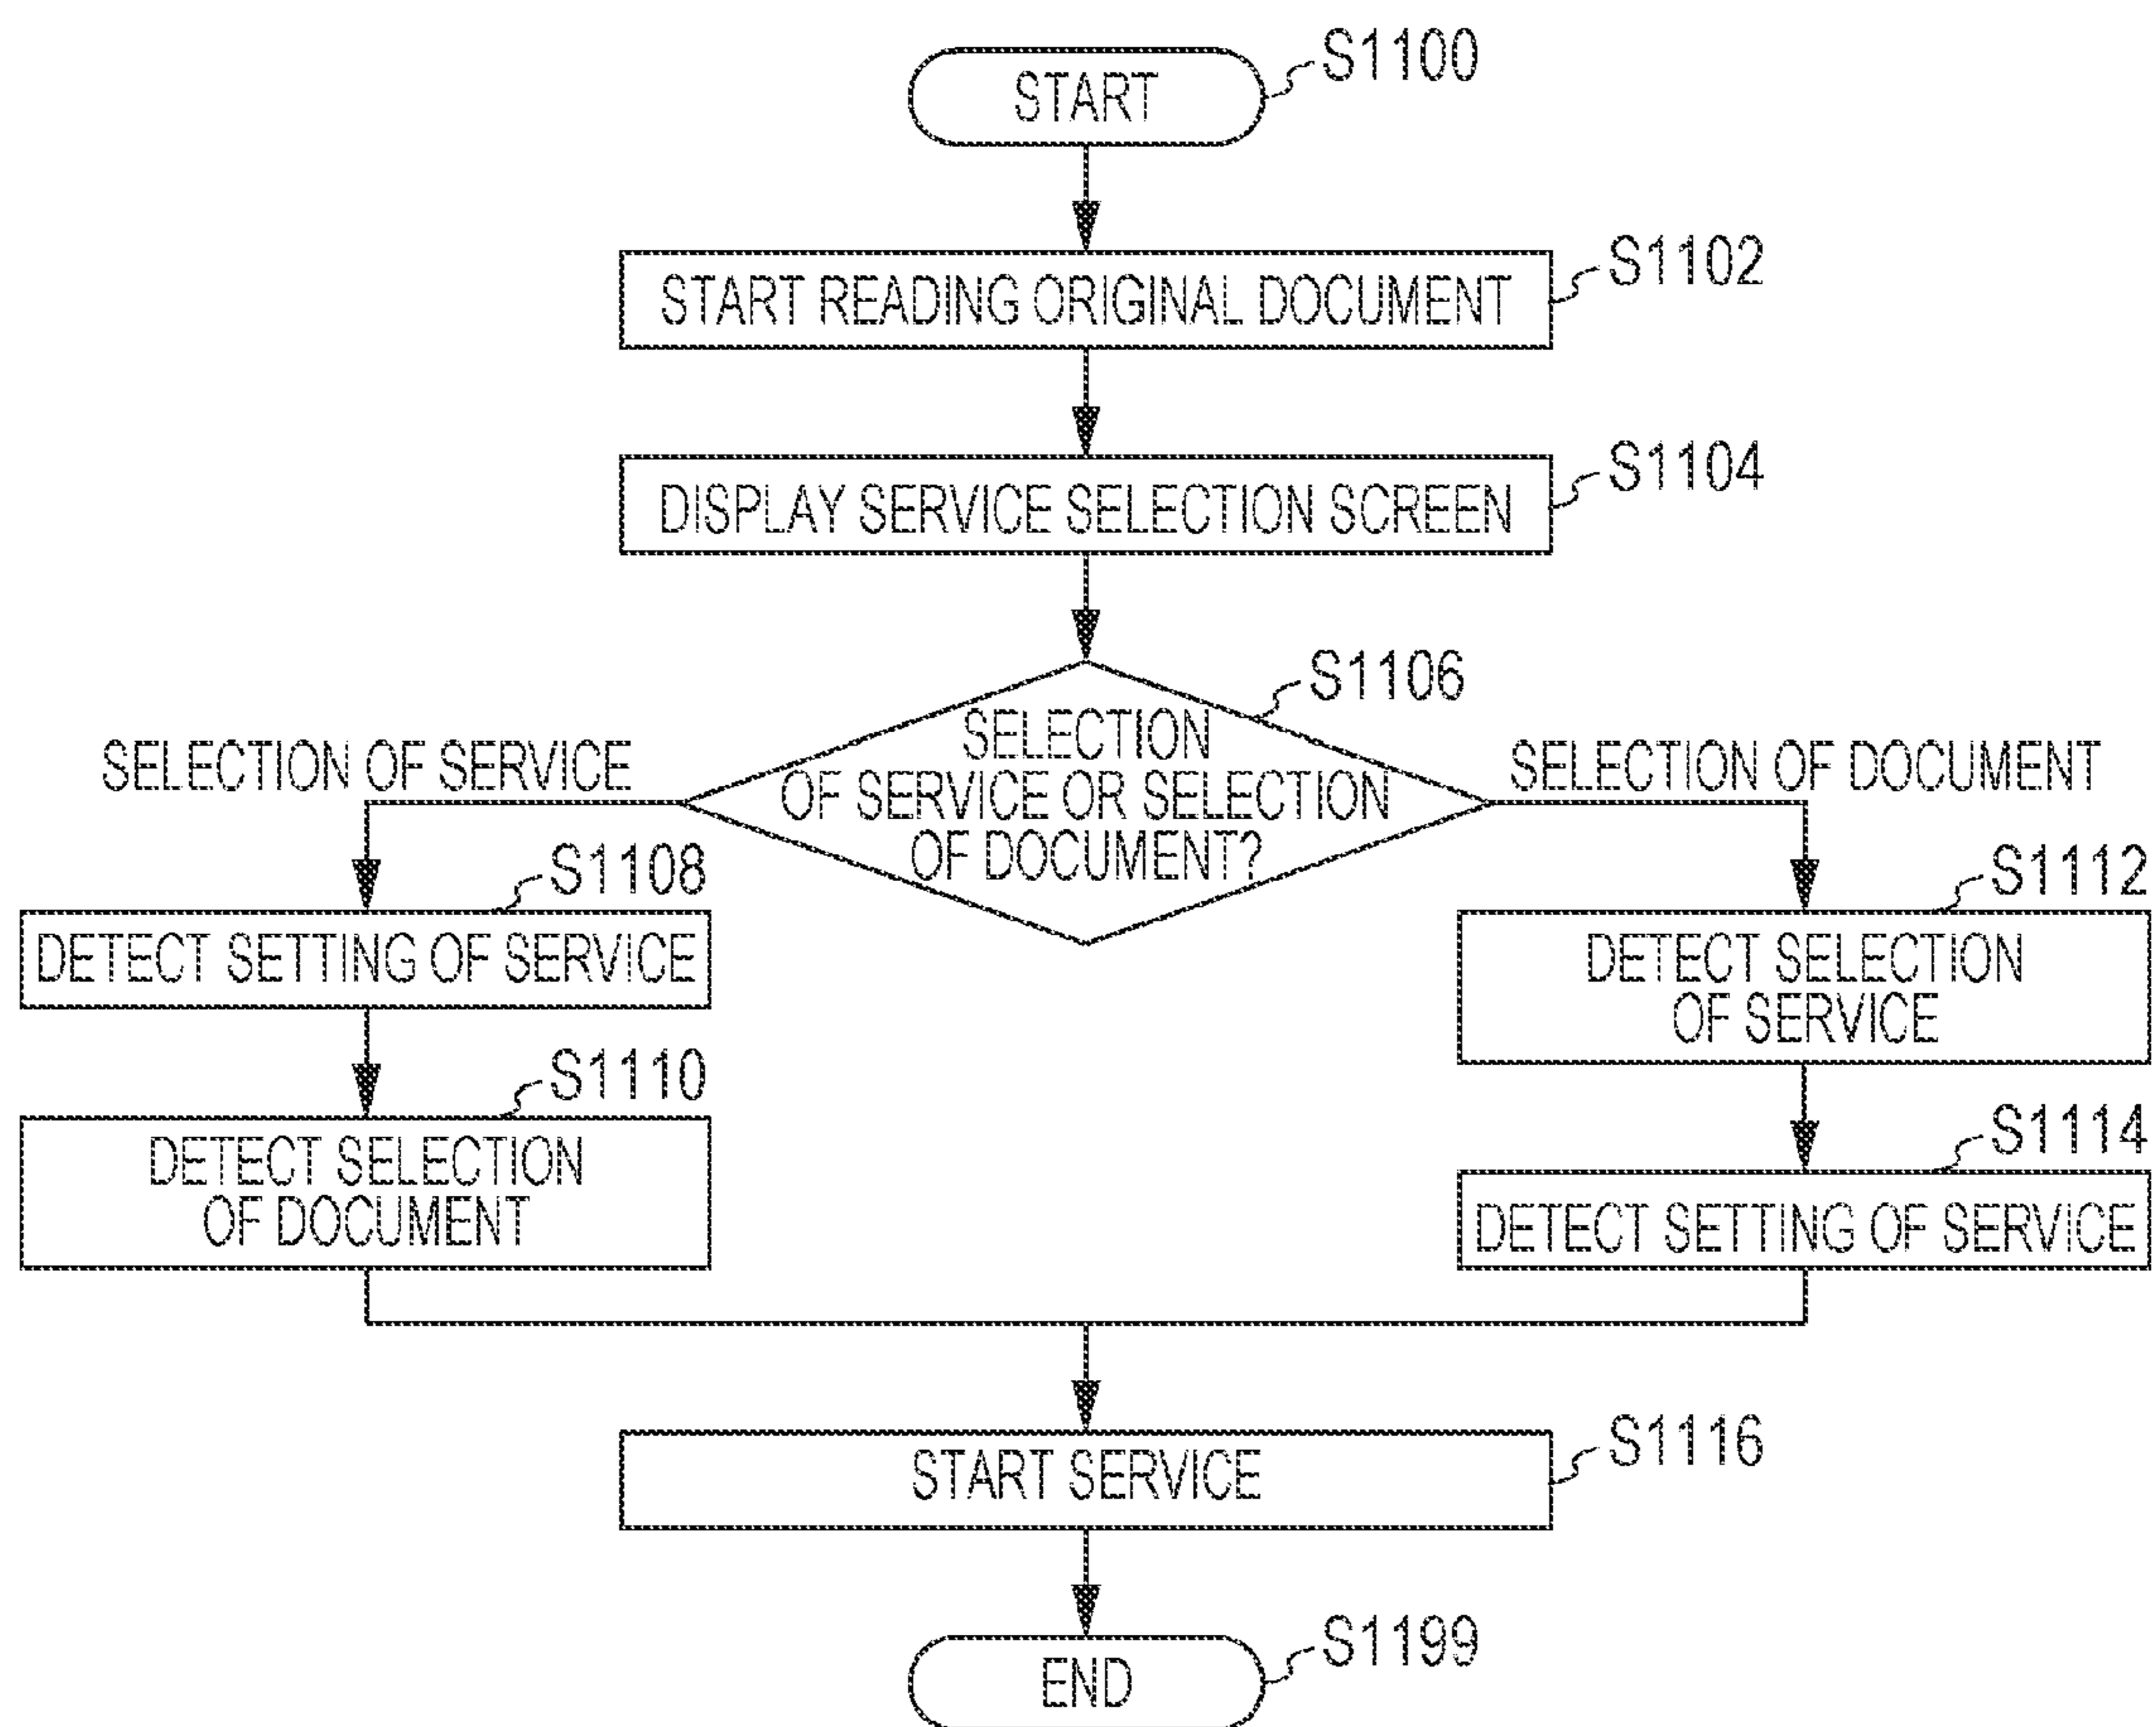 START
S1100
START READING ORIGINAL DOCUMENT
S1102
DISPLAY SERVICE SELECTION SCREEN
S1104
SELECTION
OF SERVICE OR SELECTION
OF DOCUMENT?
S1106
SELECTION OF SERVICE
SELECTION OF DOCUMENT
S1108
DETECT SETTING OF SERVICE
S1110
DETECT SELECTION
OF DOCUMENT
S1112
DETECT SELECTION
OF SERVICE
S1114
DETECT SETTING OF SERVICE
START SERVICE
S1116
END
S1199